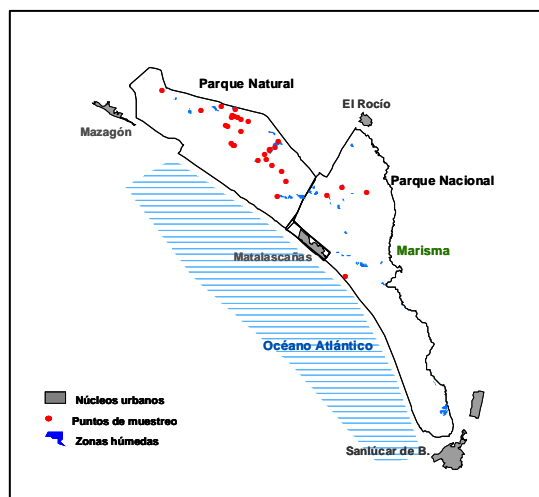 Parque Natural
El Rocío
Mazagón
Parque Nacional
Marisma
Matalascañas
Océano Atlántico
Núcleos urbanos
Puntos de muestreo
Zonas húmedas
Sanlúcar de B.